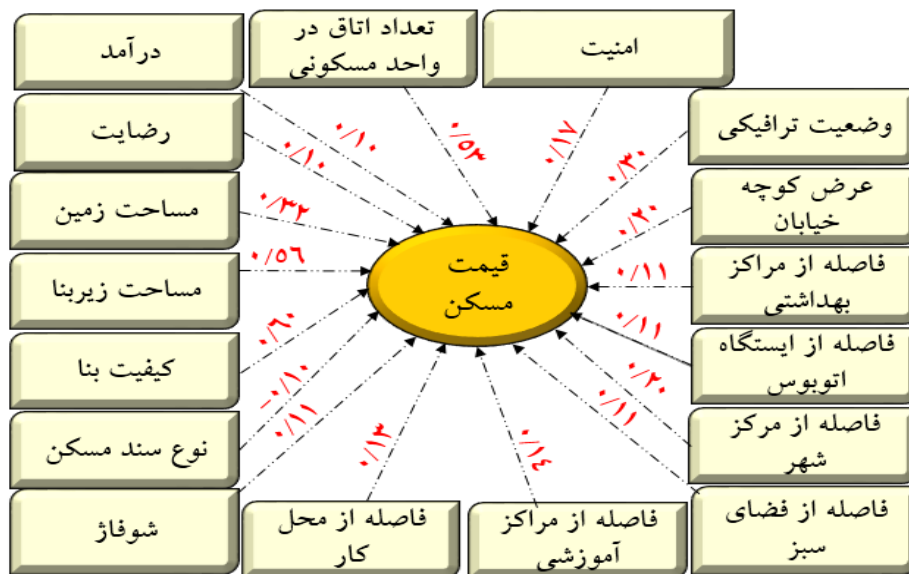 درآمد
تعداد اتاق در
واحد مسکونی
امنیت
رضایت
وضعیت ترافیکی
مساحت زمین
عرض کوچه
خیابان
مساحت زیربنا
فاصله از مراکز
بهداشتی
کیفیت بنا
فاصله از ایستگاه
اتوبوس
نوع سند مسکن
فاصله از مرکز
شهر
شوفاژ
فاصله از محل
کار
فاصله از مراکز
آموزشی
فاصله از فضای
سبز
قیمت
مسکن
۰/۱۰
۰/۵۳
۰/۱۷
۰/۱۰
۰/۳۰
۰/۳۲
۰/۲۰
۰/۵۶
۰/۱۱
۰/۶۰
۰/۱۱
-۰/۱۰
۰/۲۰
۰/۱۱
۰/۱۳
۰/۱۴
۰/۱۱